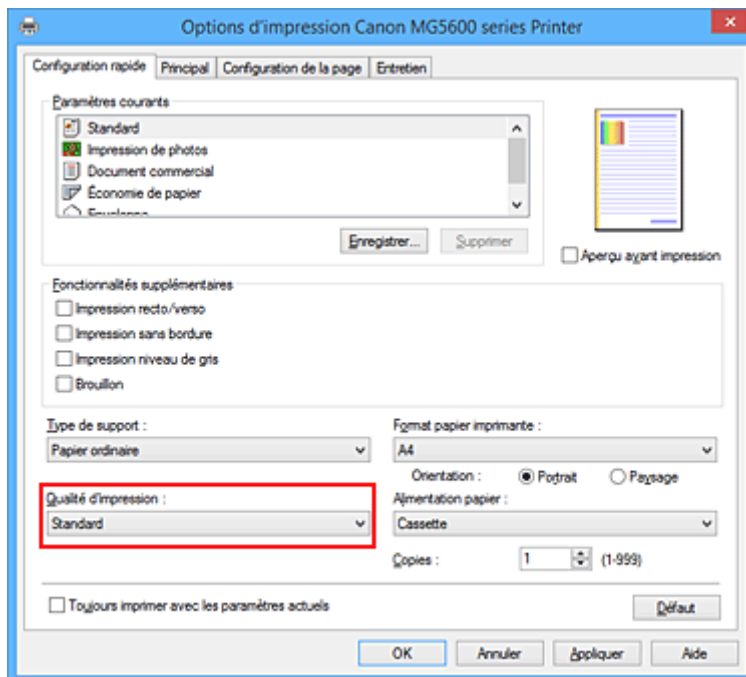 Options d'impression Canon MG5600 series Printer
Configuration rapide Principal Configuration de la page Entretien
Paramètres courants
Standard
Impression de photos
Document commercial
Économie de papier
Enregistrer... Supprimer
Aperçu avant impression
Fonctionnalités supplémentaires
Impression recto/verso
Impression sans bordure
Impression niveau de gris
Brouillon
Type de support :
Papier ordinaire
Format papier imprimante :
A4
Orientation : Portrait Paysage
Qualité d'impression :
Standard
Alimentation papier :
Cassette
Copies : 1 (1-999)
Toujours imprimer avec les paramètres actuels
Défaut
OK Annuler Appliquer Aide